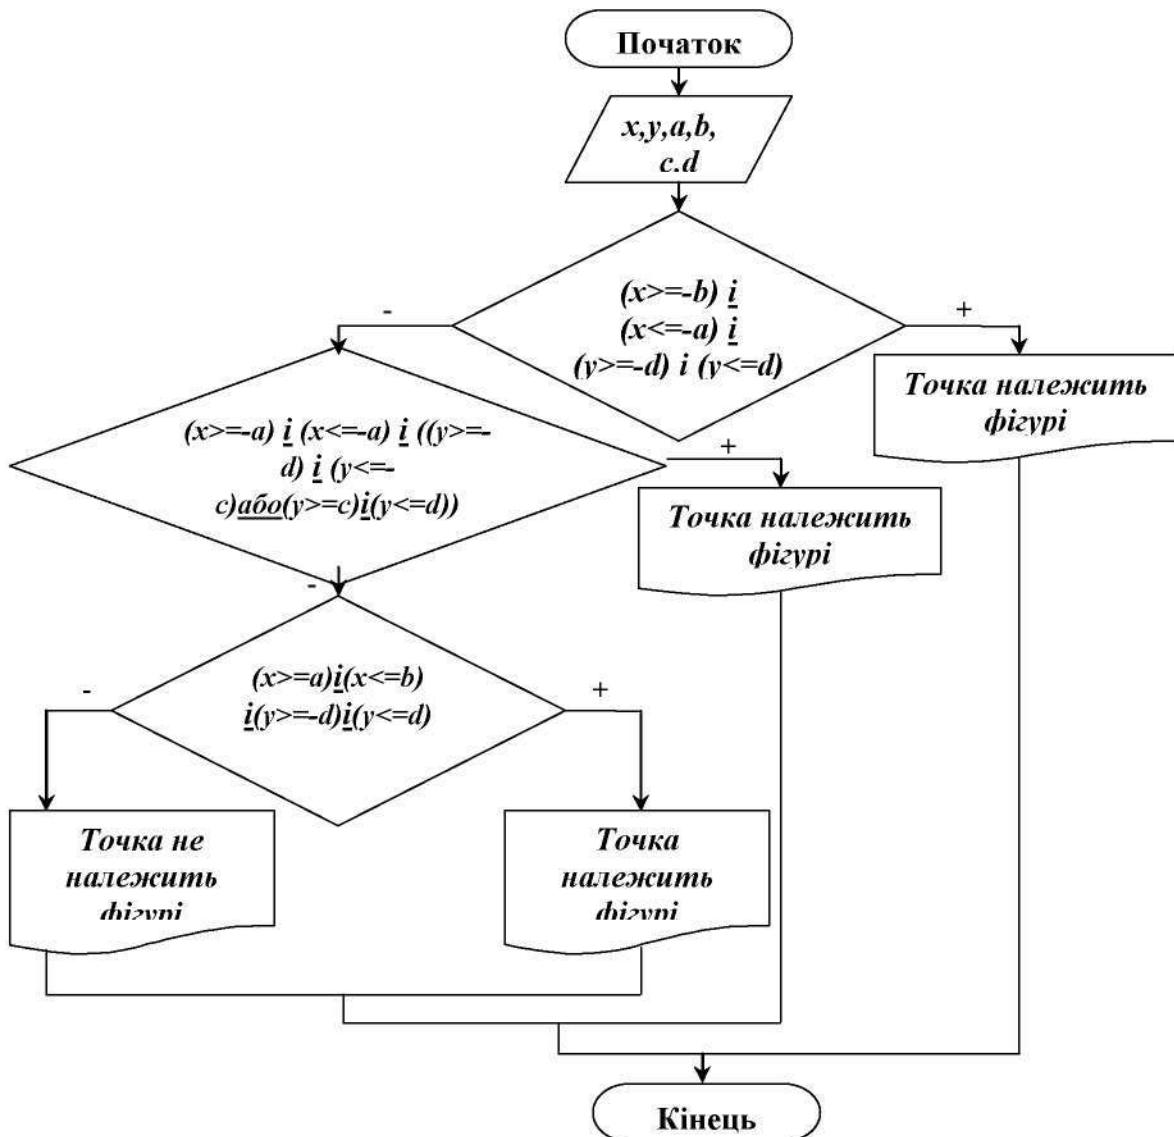 Початок
x,y,a,b,
c.d
(x>=-b) і
(x<=-a) і
(y>=-d) і (y<=d)
-
+
Точка належить
фігурі
(x>=-a) і (x<=-a) і ((y>=-
d) і (y<=-
c)або(y>=c)і(y<=d))
+
Точка належить
фігурі
-
(x>=a)і(x<=b)
і(y>=-d)і(y<=d)
-
+
Точка не
належить
фігурі
Точка
належить
фігурі
Кінець